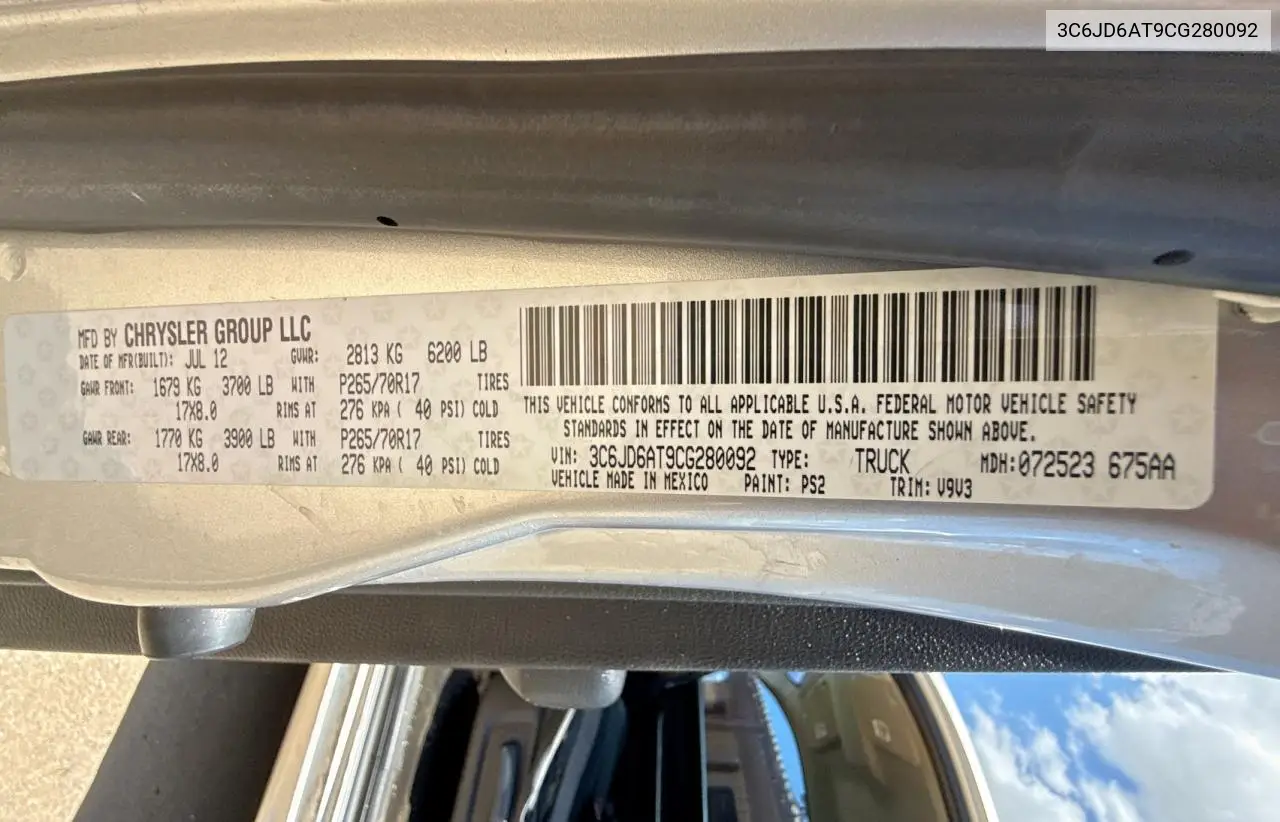 3C6JD6AT9CG280092
MFD BY CHRYSLER GROUP LLC
DATE OF MFR(BUILT): JUL 12 GVWR: 2813 KG 6200 LB
GAWR FRONT: 1679 KG 3700 LB WITH P265/70R17 TIRES
17X8.0 RIMS AT 276 KPA ( 40 PSI) COLD
GAWR REAR: 1770 KG 3900 LB WITH P265/70R17 TIRES
17X8.0 RIMS AT 276 KPA ( 40 PSI) COLD
THIS VEHICLE CONFORMS TO ALL APPLICABLE U.S.A. FEDERAL MOTOR VEHICLE SAFETY
STANDARDS IN EFFECT ON THE DATE OF MANUFACTURE SHOWN ABOVE.
VIN: 3C6JD6AT9CG280092 TYPE: TRUCK MDH:072523 675AA
VEHICLE MADE IN MEXICO PAINT: PS2 TRIM: V9V3